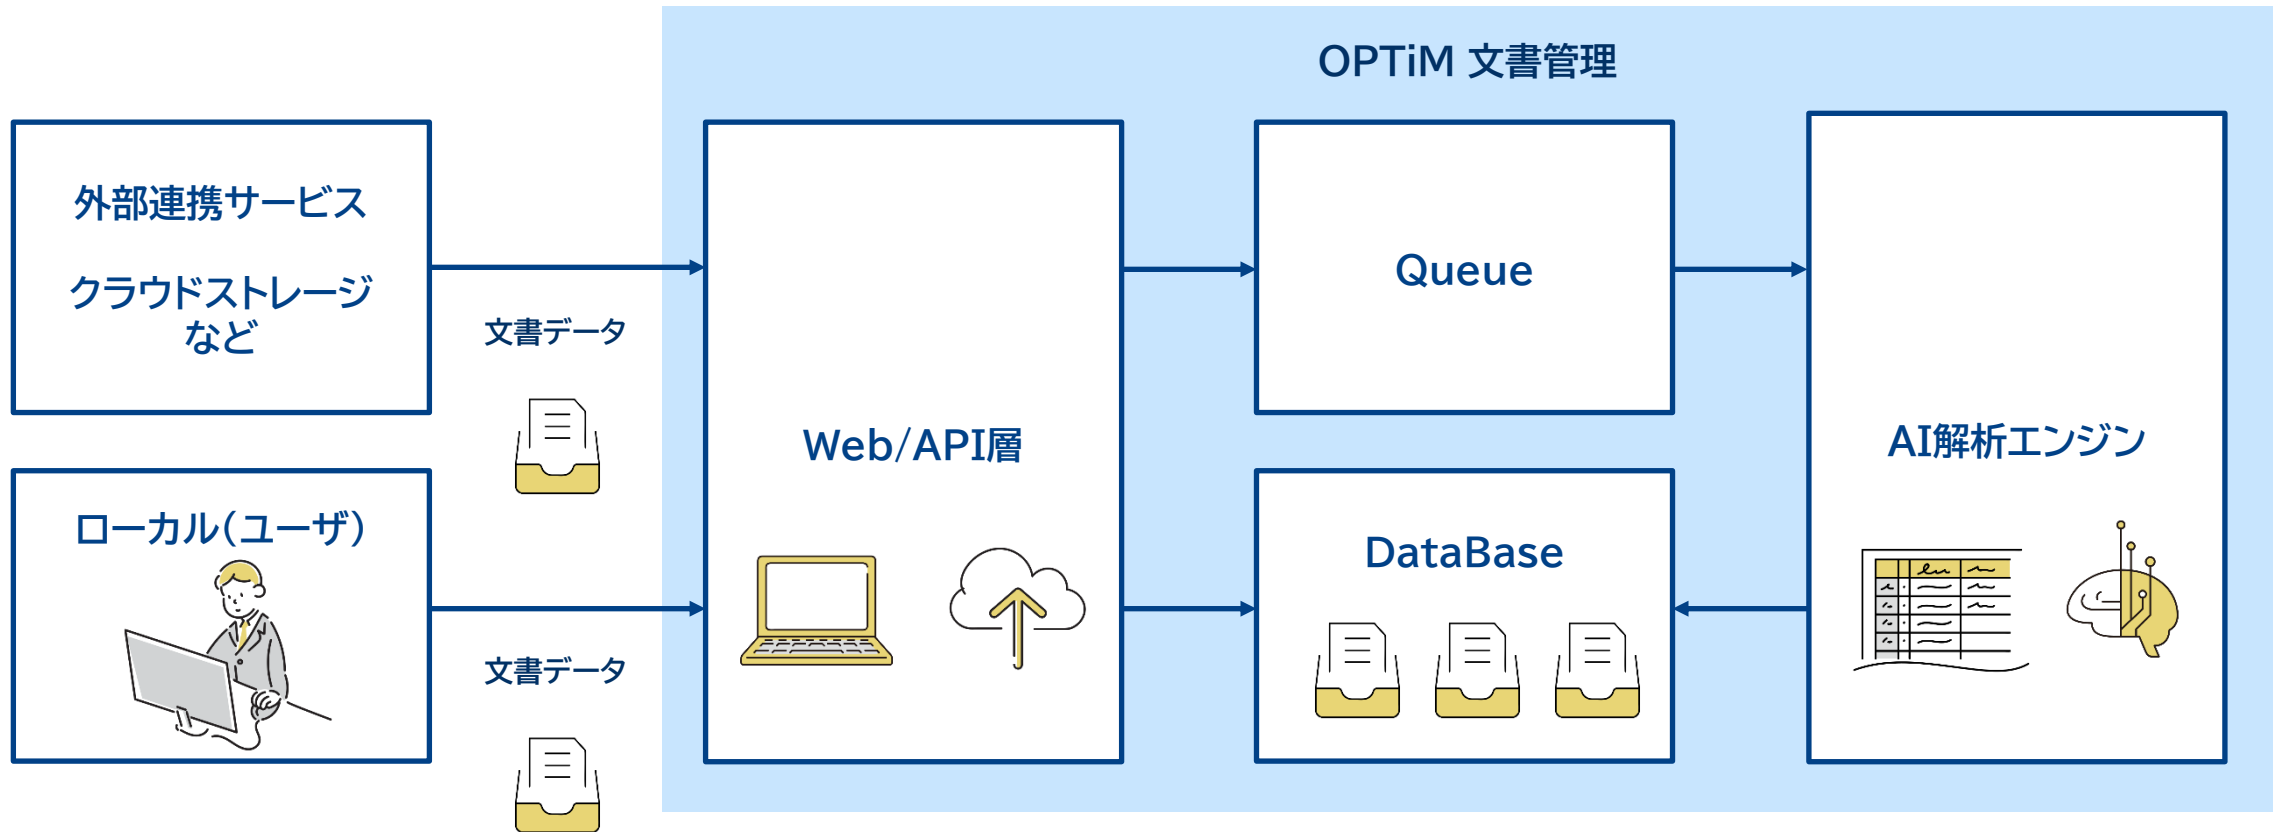 OPTiM 文書管理
外部連携サービス
クラウドストレージ
など
文書データ
ローカル(ユーザ)
文書データ
Web/API層
Queue
DataBase
AI解析エンジン